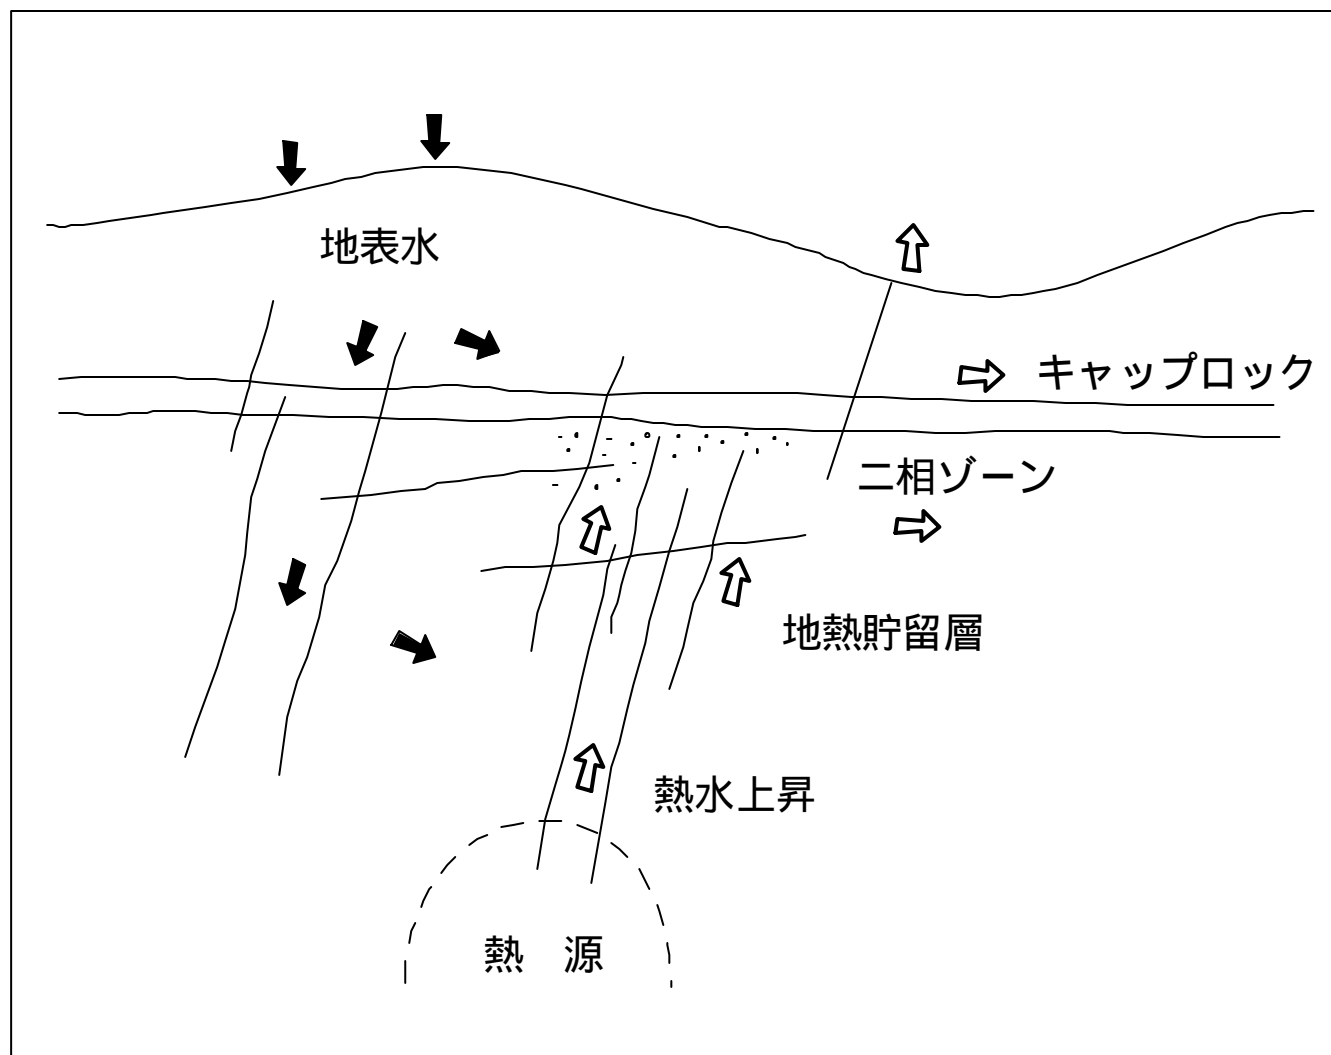 地表水
キャップロック
二相ゾーン
地熱貯留層
熱水上昇
熱　源